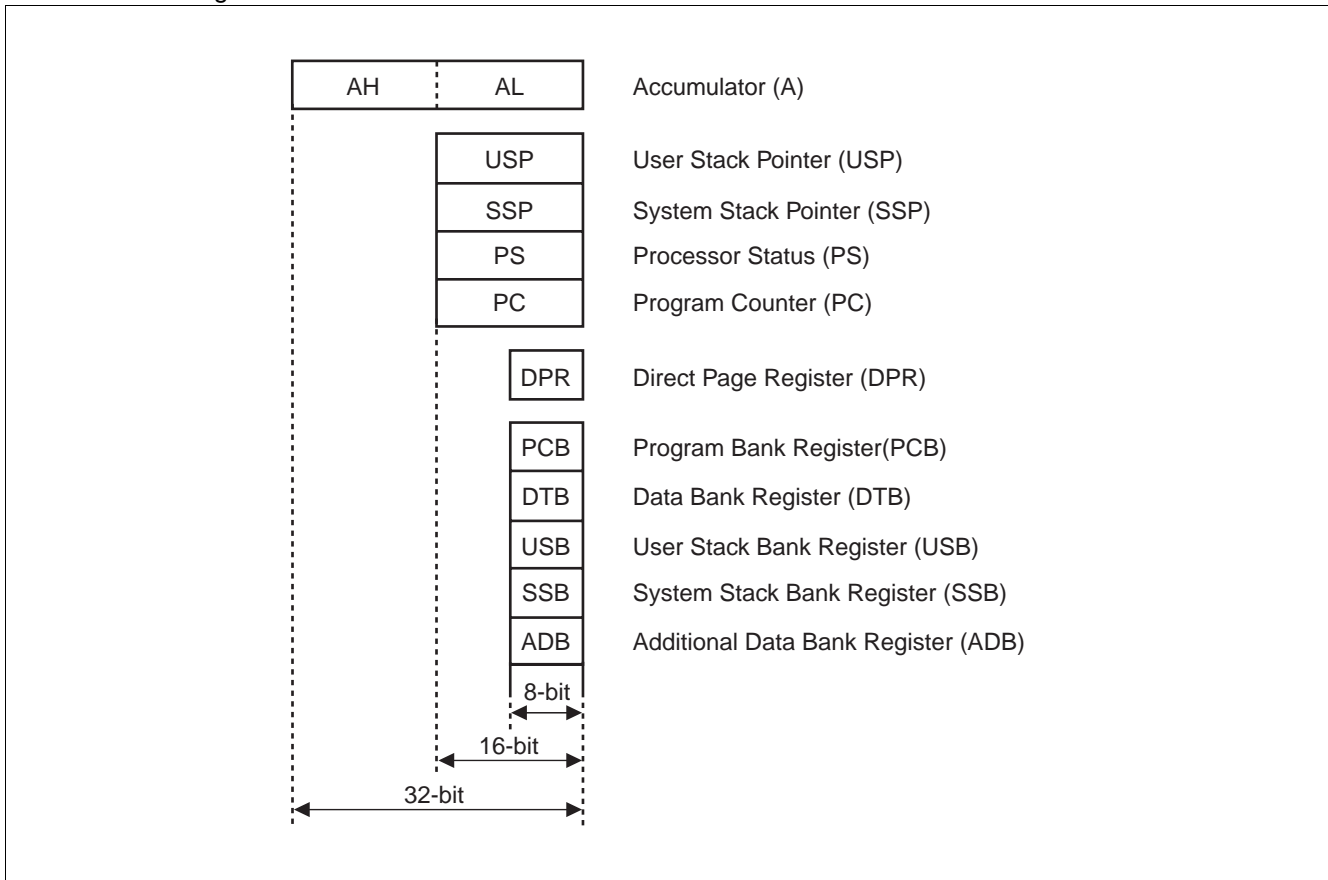 AH AL Accumulator (A)
USP User Stack Pointer (USP)
SSP System Stack Pointer (SSP)
PS Processor Status (PS)
PC Program Counter (PC)
DPR Direct Page Register (DPR)
PCB Program Bank Register(PCB)
DTB Data Bank Register (DTB)
USB User Stack Bank Register (USB)
SSB System Stack Bank Register (SSB)
ADB Additional Data Bank Register (ADB)
8-bit
16-bit
32-bit